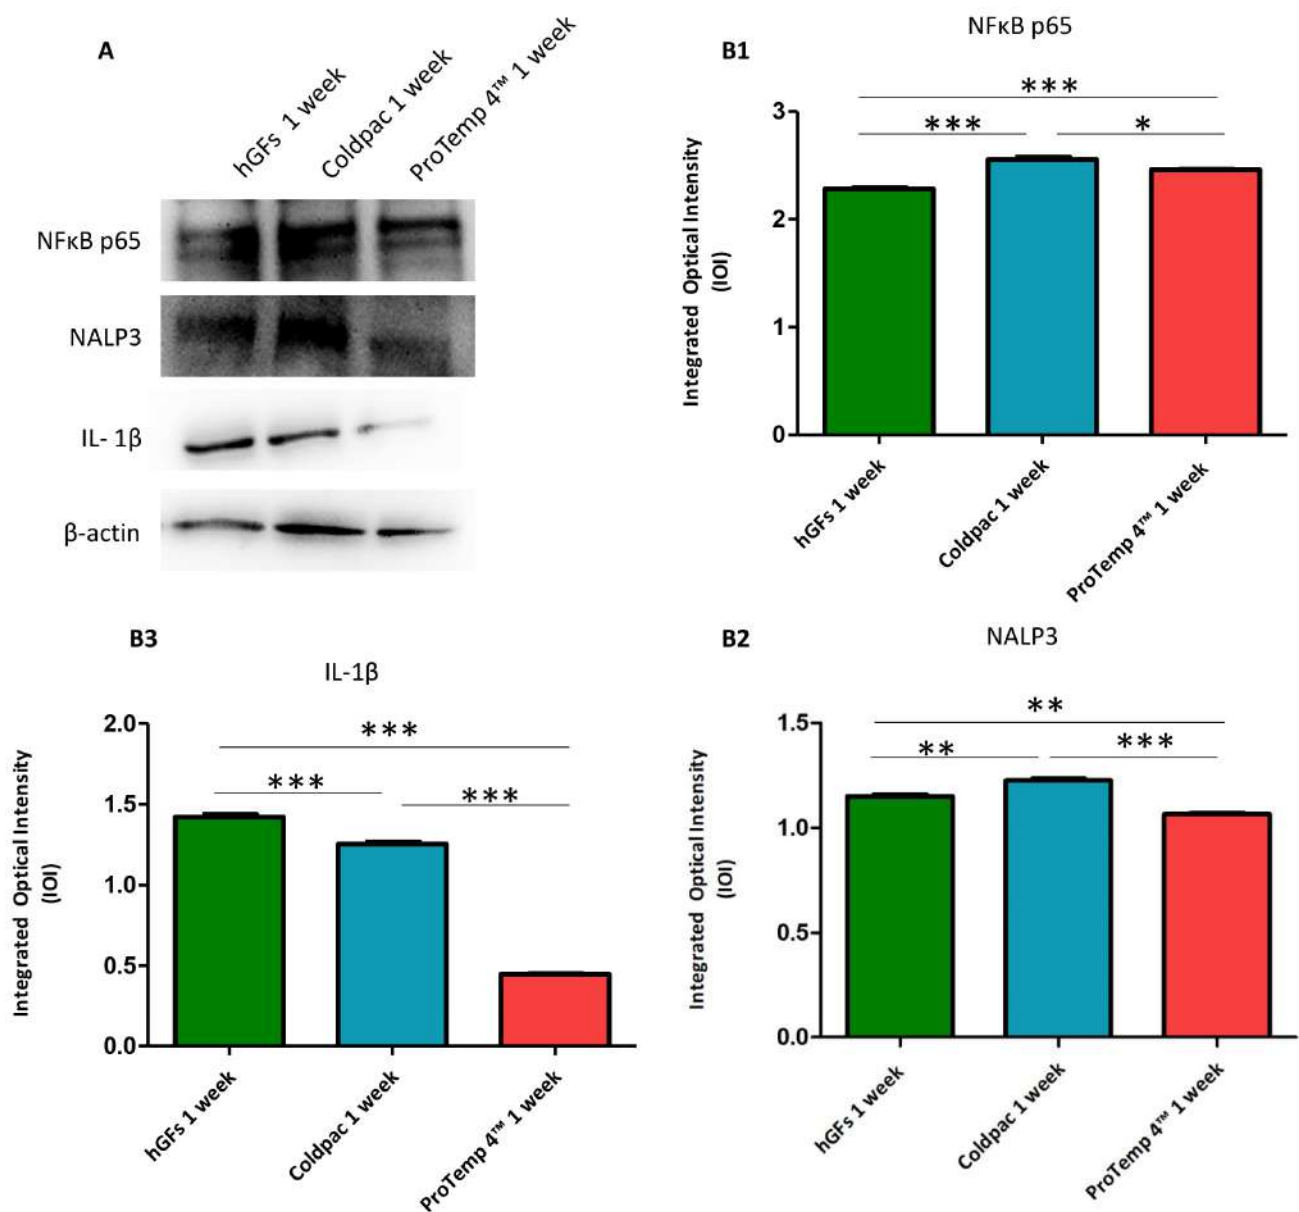 A
hGFs 1 week
Coldpac 1 week
ProTemp 4™ 1 week
NFκB p65
NALP3
IL- 1β
β-actin
B1
NFκB p65
Integrated Optical Intensity
(IOI)
3
2
1
0
***
***
*
hGFs 1 week
Coldpac 1 week
ProTemp 4™ 1 week
B3
IL-1β
Integrated Optical Intensity
(IOI)
2.0
1.5
1.0
0.5
0.0
***
***
***
hGFs 1 week
Coldpac 1 week
ProTemp 4™ 1 week
B2
NALP3
Integrated Optical Intensity
(IOI)
1.5
1.0
0.5
0.0
**
**
***
hGFs 1 week
Coldpac 1 week
ProTemp 4™ 1 week